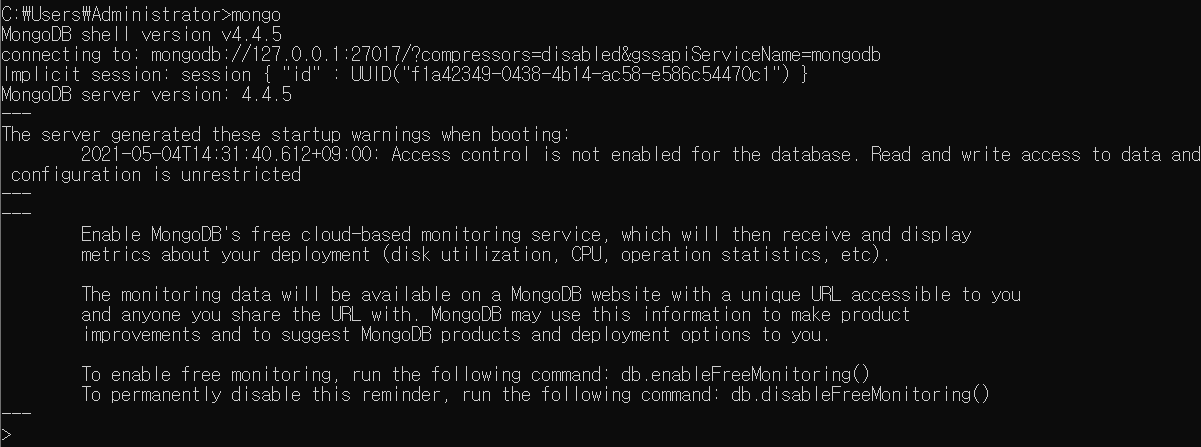 C:₩Users₩Administrator>mongo
MongoDB shell version v4.4.5
connecting to: mongodb://127.0.0.1:27017/?compressors=disabled&gssapiServiceName=mongodb
Implicit session: session { "id" : UUID("f1a42349-0438-4b14-ac58-e586c54470c1") }
MongoDB server version: 4.4.5
---
The server generated these startup warnings when booting:
        2021-05-04T14:31:40.612+09:00: Access control is not enabled for the database. Read and write access to data and
 configuration is unrestricted
---
---
        Enable MongoDB's free cloud-based monitoring service, which will then receive and display
        metrics about your deployment (disk utilization, CPU, operation statistics, etc).

        The monitoring data will be available on a MongoDB website with a unique URL accessible to you
        and anyone you share the URL with. MongoDB may use this information to make product
        improvements and to suggest MongoDB products and deployment options to you.

        To enable free monitoring, run the following command: db.enableFreeMonitoring()
        To permanently disable this reminder, run the following command: db.disableFreeMonitoring()
---
>